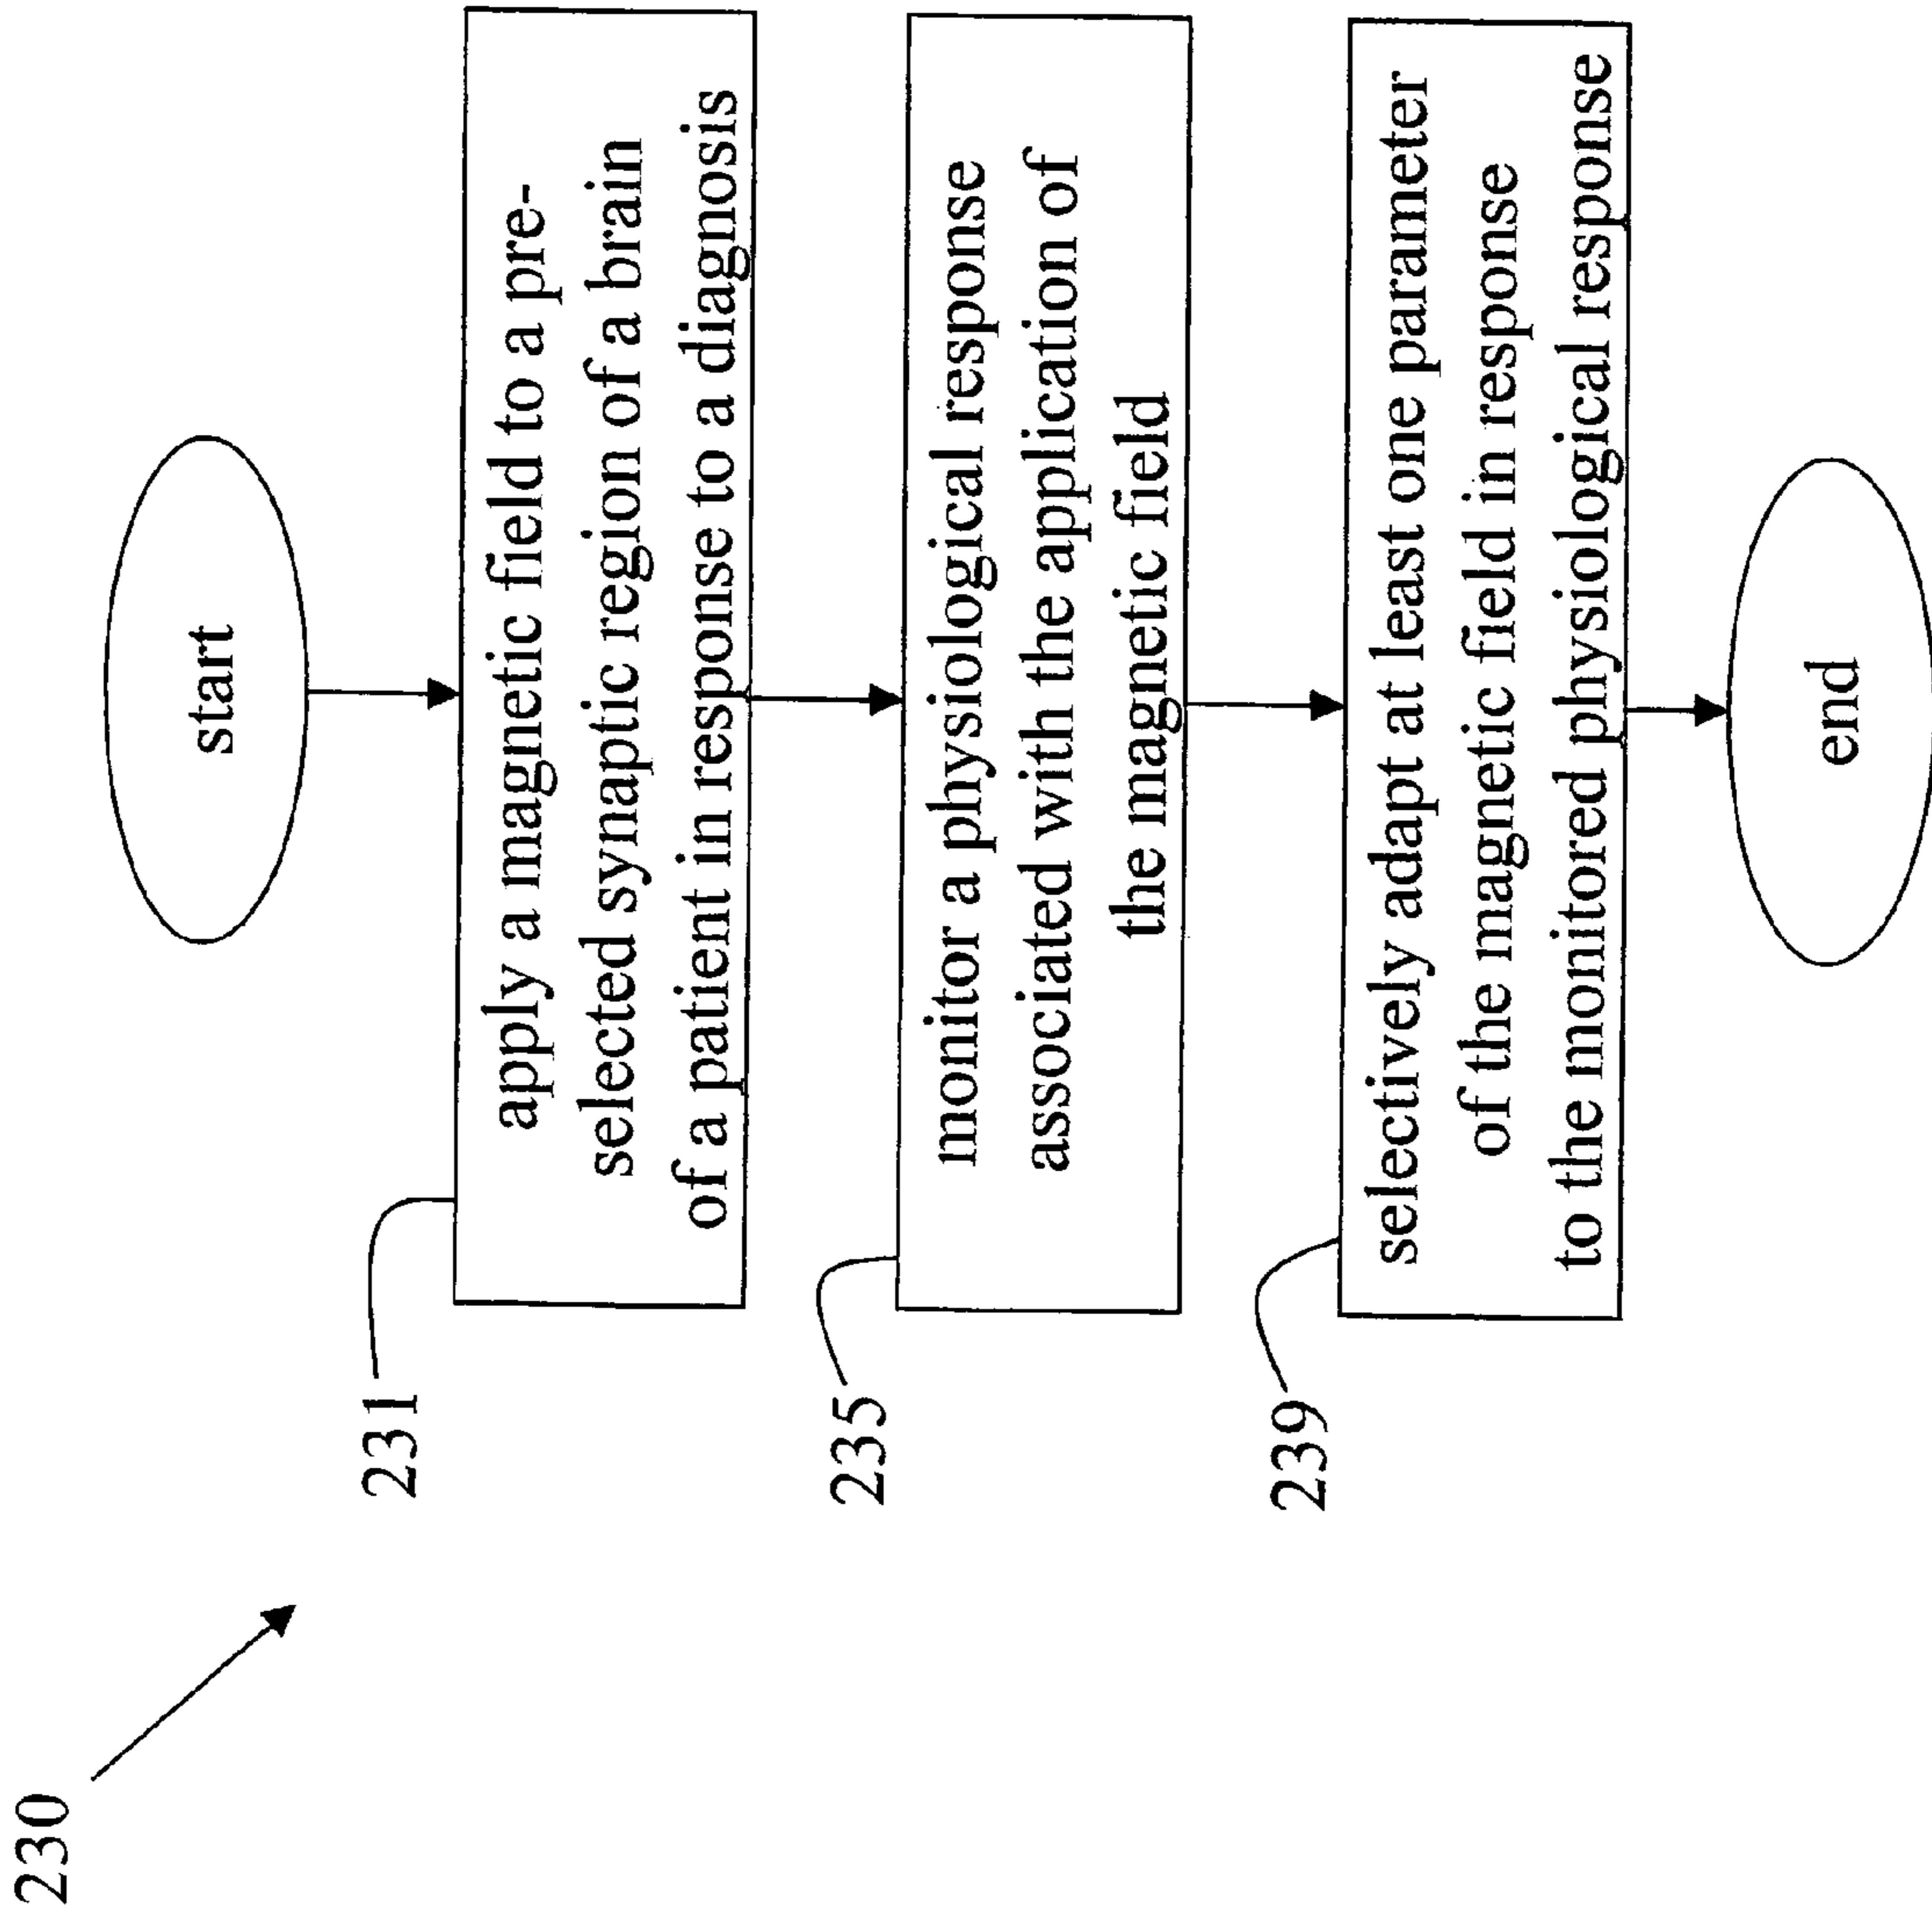 230
start
231
apply a magnetic field to a pre-
selected synaptic region of a brain
of a patient in response to a diagnosis
235
monitor a physiological response
associated with the application of
the magnetic field
239
selectively adapt at least one parameter
of the magnetic field in response
to the monitored physiological response
end